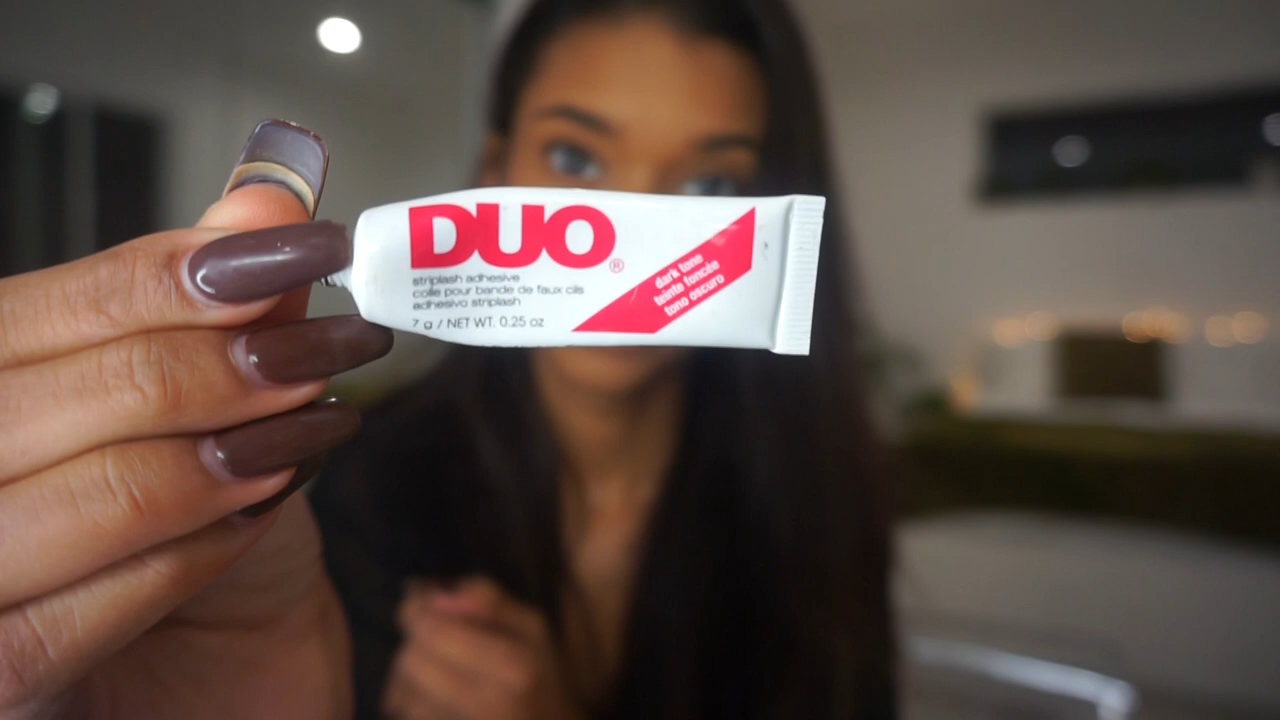 DUO®
striplash adhesive
colle pour bande de faux cils
adhesivo striplash
7 g / NET WT. 0.25 oz
dark tone
teinte foncée
tono oscuro